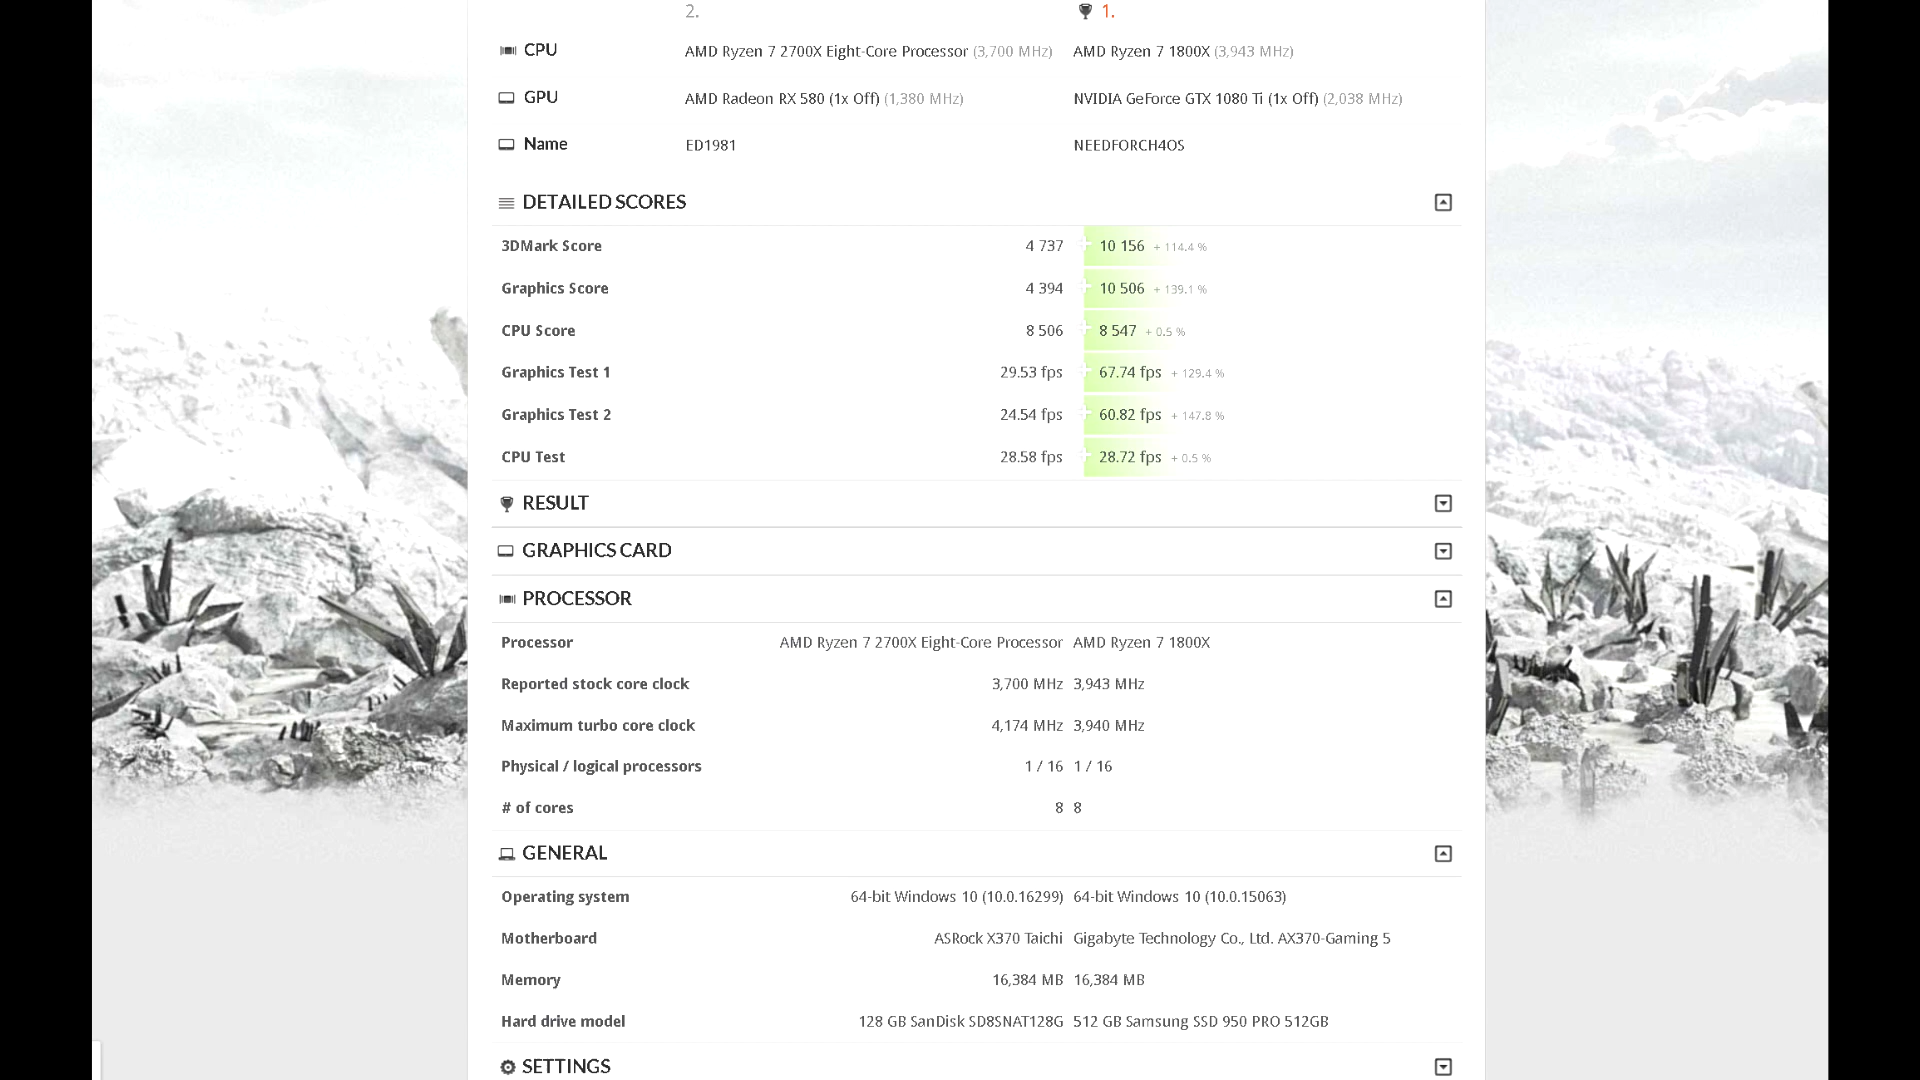 2. 1.
CPU AMD Ryzen 7 2700X Eight-Core Processor (3,700 MHz) AMD Ryzen 7 1800X (3,943 MHz)
GPU AMD Radeon RX 580 (1x Off) (1,380 MHz) NVIDIA GeForce GTX 1080 Ti (1x Off) (2,038 MHz)
Name ED1981 NEEDFORCH4OS
DETAILED SCORES
3DMark Score 4 737 10 156 + 114.4 %
Graphics Score 4 394 10 506 + 139.1 %
CPU Score 8 506 8 547 + 0.5 %
Graphics Test 1 29.53 fps 67.74 fps + 129.4 %
Graphics Test 2 24.54 fps 60.82 fps + 147.8 %
CPU Test 28.58 fps 28.72 fps + 0.5 %
RESULT
GRAPHICS CARD
PROCESSOR
Processor AMD Ryzen 7 2700X Eight-Core Processor AMD Ryzen 7 1800X
Reported stock core clock 3,700 MHz 3,943 MHz
Maximum turbo core clock 4,174 MHz 3,940 MHz
Physical / logical processors 1 / 16 1 / 16
# of cores 8 8
GENERAL
Operating system 64-bit Windows 10 (10.0.16299) 64-bit Windows 10 (10.0.15063)
Motherboard ASRock X370 Taichi Gigabyte Technology Co., Ltd. AX370-Gaming 5
Memory 16,384 MB 16,384 MB
Hard drive model 128 GB SanDisk SD8SNAT128G 512 GB Samsung SSD 950 PRO 512GB
SETTINGS